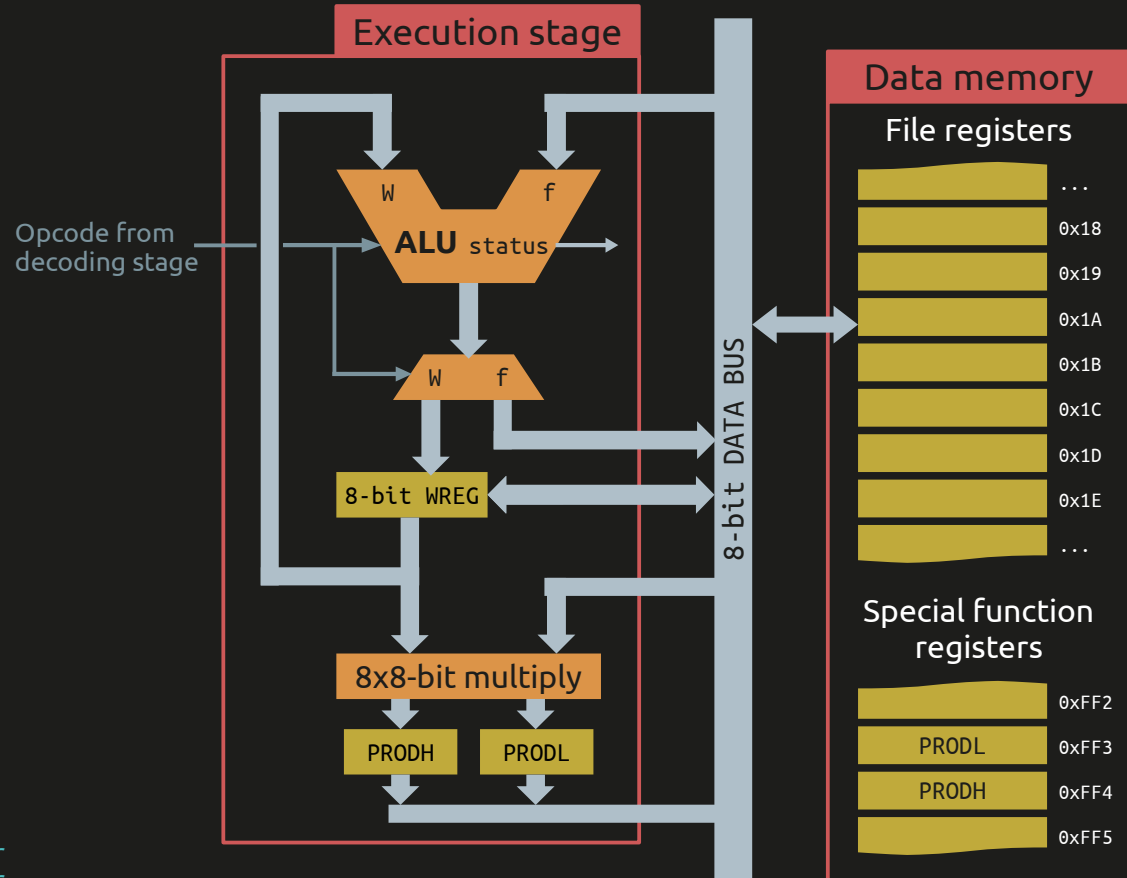 Execution stage
Data memory
File registers
W
f
...
0x18
Opcode from
decoding stage
ALU status
0x19
0x1A
8-bit DATA BUS
0x1B
W
f
0x1C
0x1D
8-bit WREG
0x1E
...
Special function
registers
8x8-bit multiply
0xFF2
PRODH
PRODL
PRODL
0xFF3
PRODH
0xFF4
0xFF5